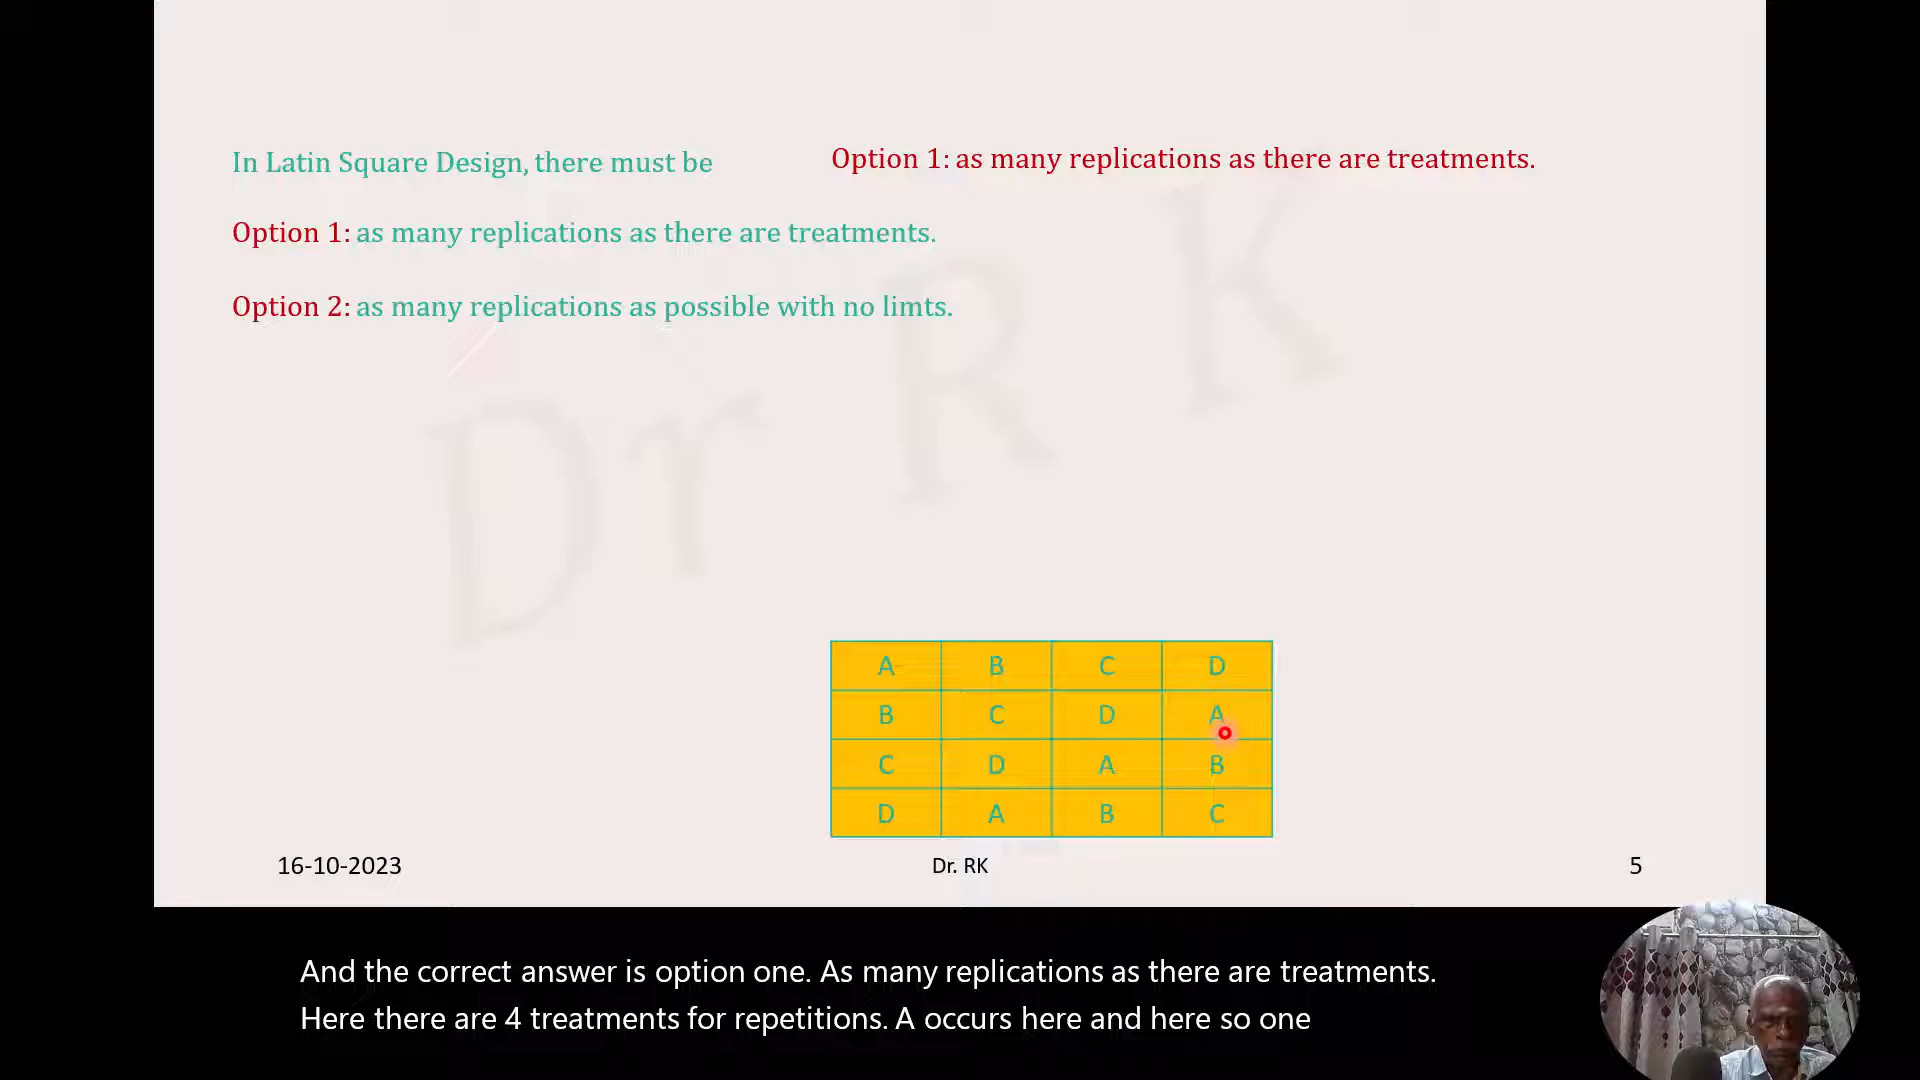 In Latin Square Design, there must be
Option 1: as many replications as there are treatments.
Option 1: as many replications as there are treatments.
Option 2: as many replications as possible with no limts.
Dr R K
A B C D
B C D A
C D A B
D A B C
16-10-2023
Dr. RK
5
And the correct answer is option one. As many replications as there are treatments.
Here there are 4 treatments for repetitions. A occurs here and here so one